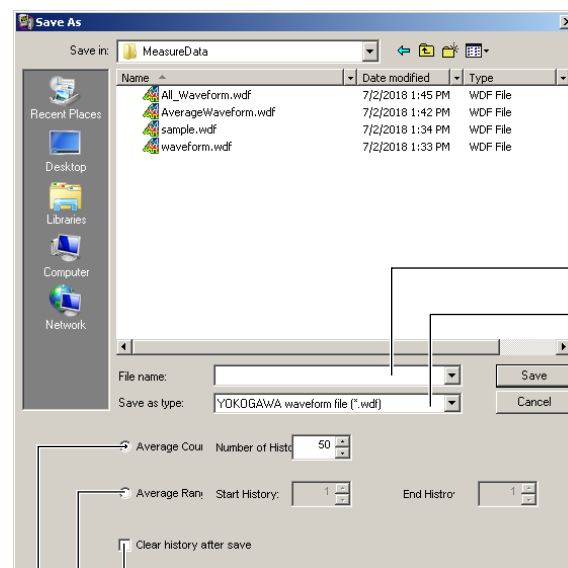 Save As
Save in: MeasureData
Name Date modified Type
All_Waveform.wdf 7/2/2018 1:45 PM WDF File
AverageWaveform.wdf 7/2/2018 1:42 PM WDF File
sample.wdf 7/2/2018 1:34 PM WDF File
waveform.wdf 7/2/2018 1:33 PM WDF File
Recent Places
Desktop
Libraries
Computer
Network
File name: Save
Save as type: YOKOGAWA waveform file (*.wdf) Cancel
Average Cou Number of Histo 50
Average Ran Start History: 1 End Histro 1
Clear history after save